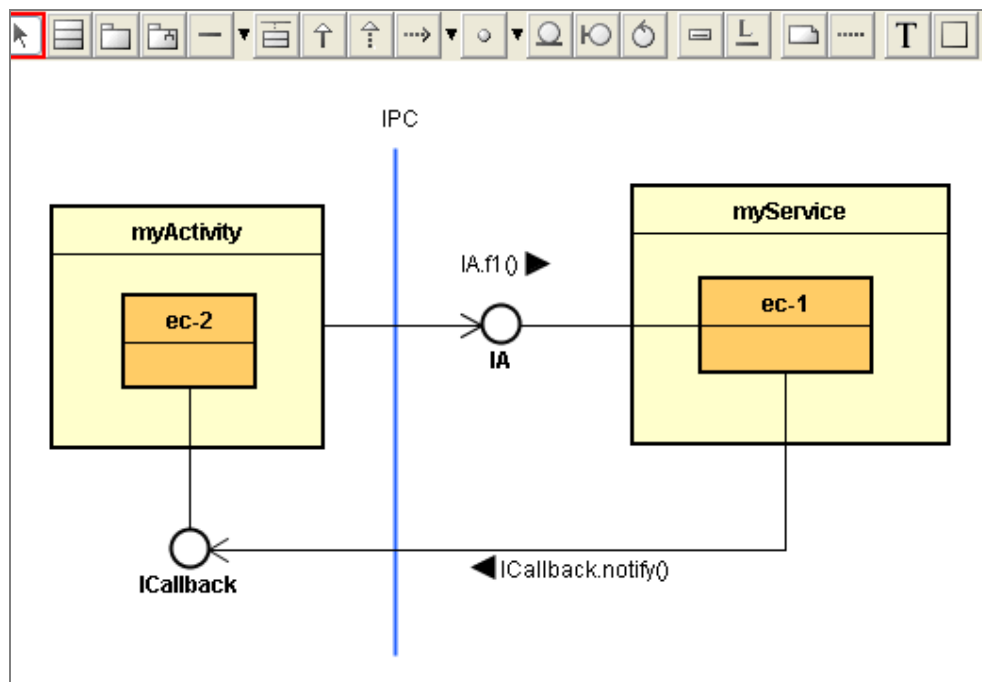 L
T
IPC
myActivity
myService
IA.f1()
ec-2
ec-1
IA
ICallback
ICallback.notify()